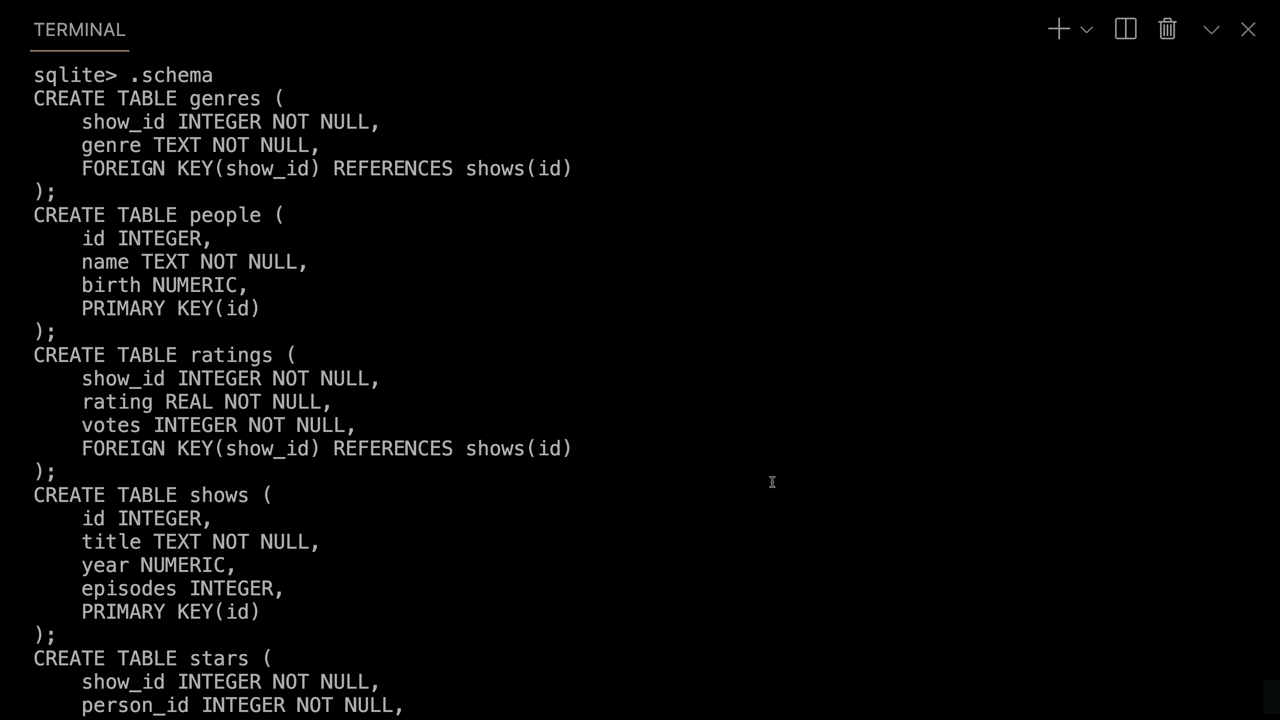 TERMINAL
sqlite> .schema
CREATE TABLE genres (
    show_id INTEGER NOT NULL,
    genre TEXT NOT NULL,
    FOREIGN KEY(show_id) REFERENCES shows(id)
);
CREATE TABLE people (
    id INTEGER,
    name TEXT NOT NULL,
    birth NUMERIC,
    PRIMARY KEY(id)
);
CREATE TABLE ratings (
    show_id INTEGER NOT NULL,
    rating REAL NOT NULL,
    votes INTEGER NOT NULL,
    FOREIGN KEY(show_id) REFERENCES shows(id)
);
CREATE TABLE shows (
    id INTEGER,
    title TEXT NOT NULL,
    year NUMERIC,
    episodes INTEGER,
    PRIMARY KEY(id)
);
CREATE TABLE stars (
    show_id INTEGER NOT NULL,
    person_id INTEGER NOT NULL,